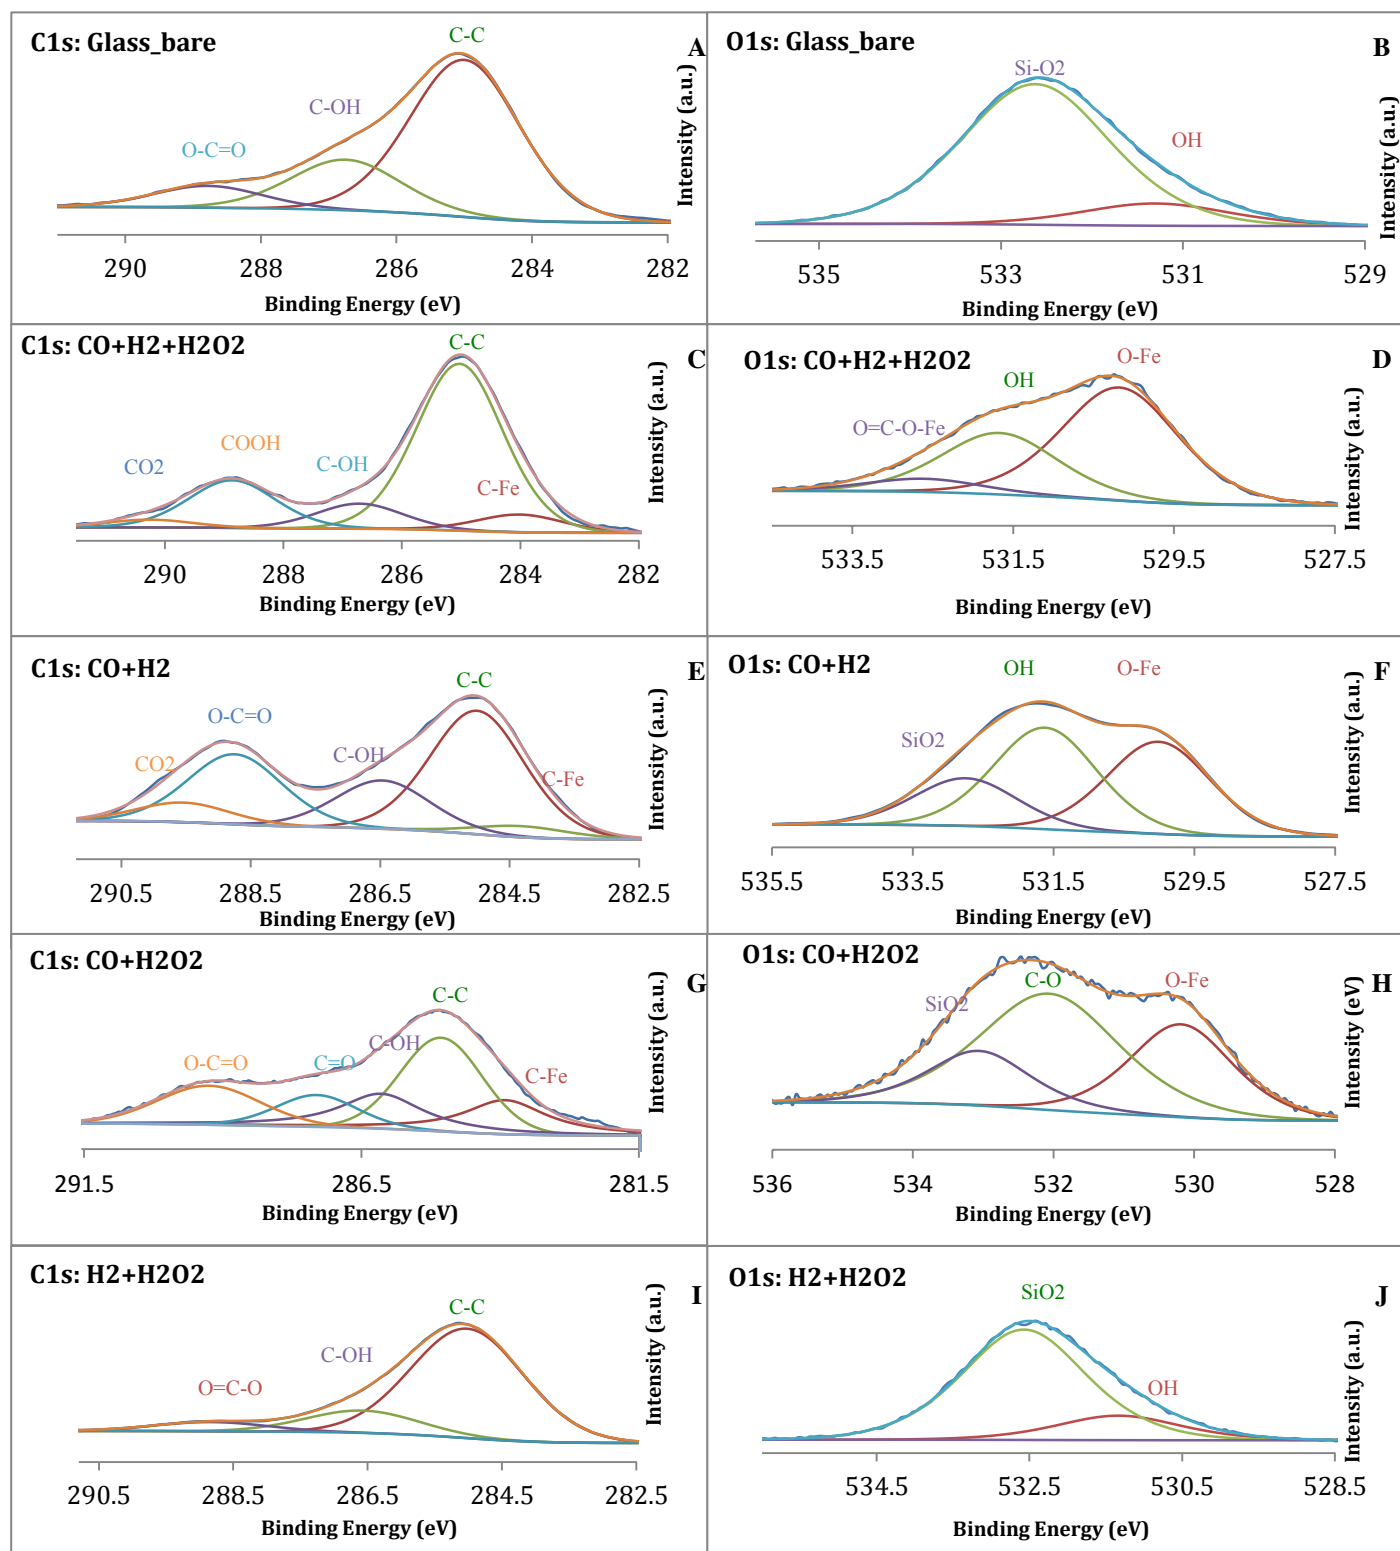 C1s: Glass_bare
A
C-C
C-OH
O-C=O
Intensity (a.u.)
290 288 286 284 282
Binding Energy (eV)
O1s: Glass_bare
B
Si-O2
OH
Intensity (a.u.)
535 533 531 529
Binding Energy (eV)
C1s: CO+H2+H2O2
C
C-C
COOH
CO2
C-OH
C-Fe
Intensity (a.u.)
290 288 286 284 282
Binding Energy (eV)
O1s: CO+H2+H2O2
D
O-Fe
OH
O=C-O-Fe
Intensity (a.u.)
533.5 531.5 529.5 527.5
Binding Energy (eV)
C1s: CO+H2
E
C-C
O-C=O
C-OH
CO2
C-Fe
Intensity (a.u.)
290.5 288.5 286.5 284.5 282.5
Binding Energy (eV)
O1s: CO+H2
F
OH
O-Fe
SiO2
Intensity (a.u.)
535.5 533.5 531.5 529.5 527.5
Binding Energy (eV)
C1s: CO+H2O2
G
C-C
C-OH
O-C=O
C=O
C-Fe
Intensity (a.u.)
291.5 286.5 281.5
Binding Energy (eV)
O1s: CO+H2O2
H
C-O
O-Fe
SiO2
Intensity (eV)
536 534 532 530 528
Binding Energy (eV)
C1s: H2+H2O2
I
C-C
C-OH
O=C-O
Intensity (a.u.)
290.5 288.5 286.5 284.5 282.5
Binding Energy (eV)
O1s: H2+H2O2
J
SiO2
OH
Intensity (a.u.)
534.5 532.5 530.5 528.5
Binding Energy (eV)